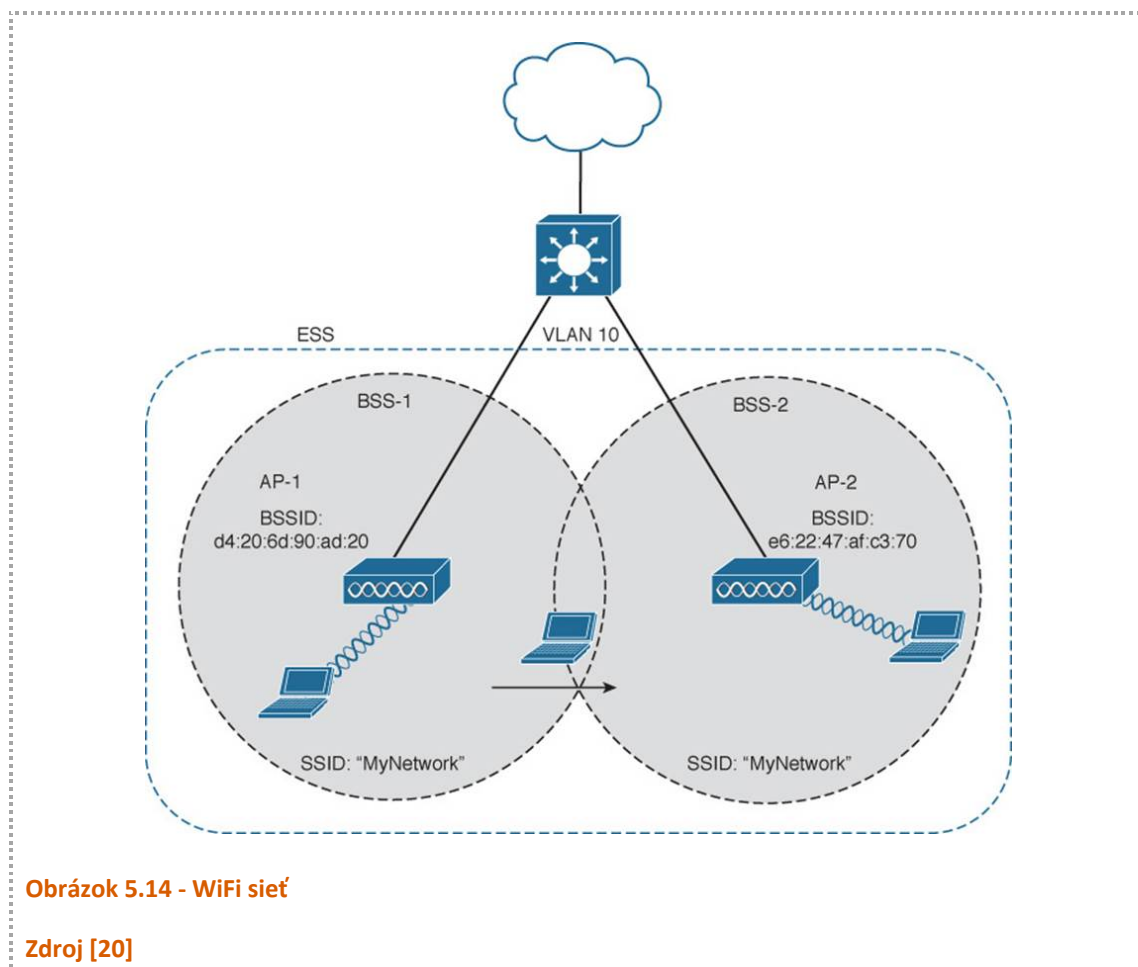 ESS
VLAN 10
BSS-1
BSS-2
AP-1
BSSID:
d4:20:6d:90:ad:20
AP-2
BSSID:
e6:22:47:af:c3:70
SSID: “MyNetwork”
SSID: “MyNetwork”
Obrázok 5.14 - WiFi sieť
Zdroj [20]